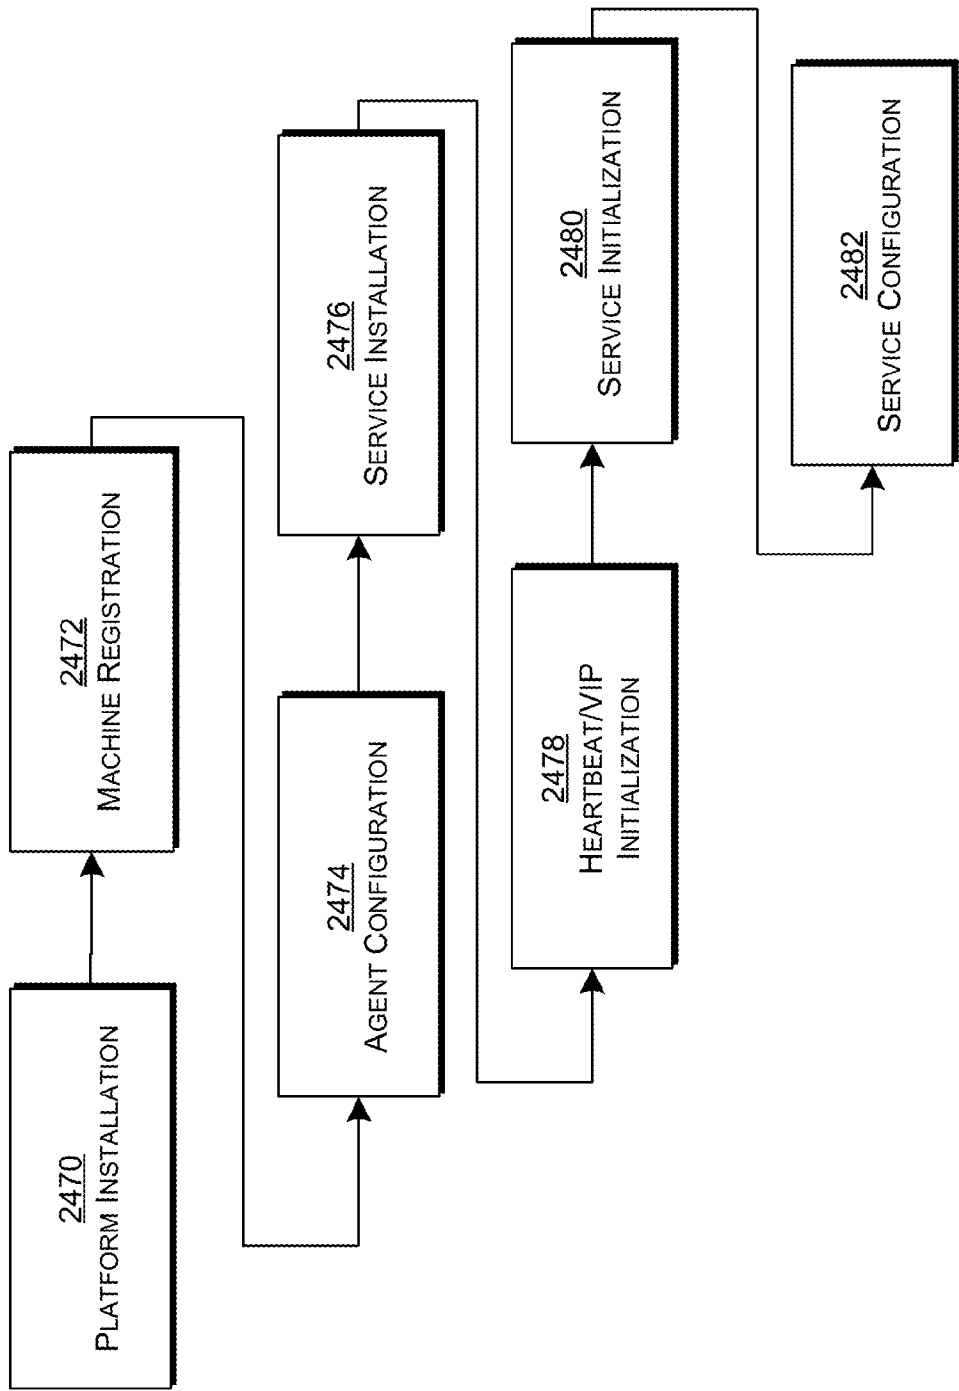 2470
PLATFORM INSTALLATION
2472
MACHINE REGISTRATION
2474
AGENT CONFIGURATION
2476
SERVICE INSTALLATION
2478
HEARTBEAT/VIP
INITIALIZATION
2480
SERVICE INITIALIZATION
2482
SERVICE CONFIGURATION